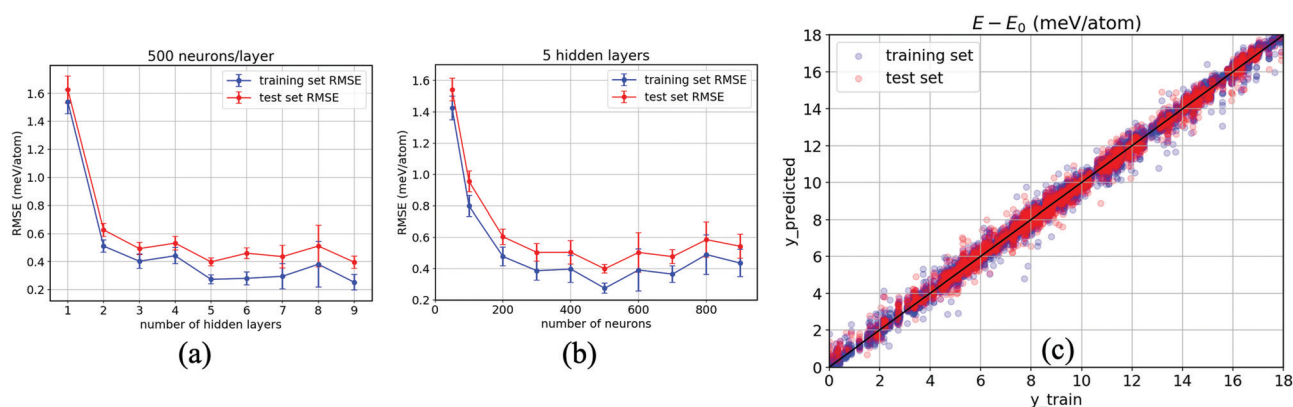 500 neurons/layer
training set RMSE
test set RMSE
RMSE (meV/atom)
1.6
1.4
1.2
1.0
0.8
0.6
0.4
0.2
1 2 3 4 5 6 7 8 9
number of hidden layers
(a)
5 hidden layers
training set RMSE
test set RMSE
RMSE (meV/atom)
1.6
1.4
1.2
1.0
0.8
0.6
0.4
0.2
0 200 400 600 800
number of neurons
(b)
E − E₀ (meV/atom)
training set
test set
y_predicted
18
16
14
12
10
8
6
4
2
0
0 2 4 6 8 10 12 14 16 18
y_train
(c)